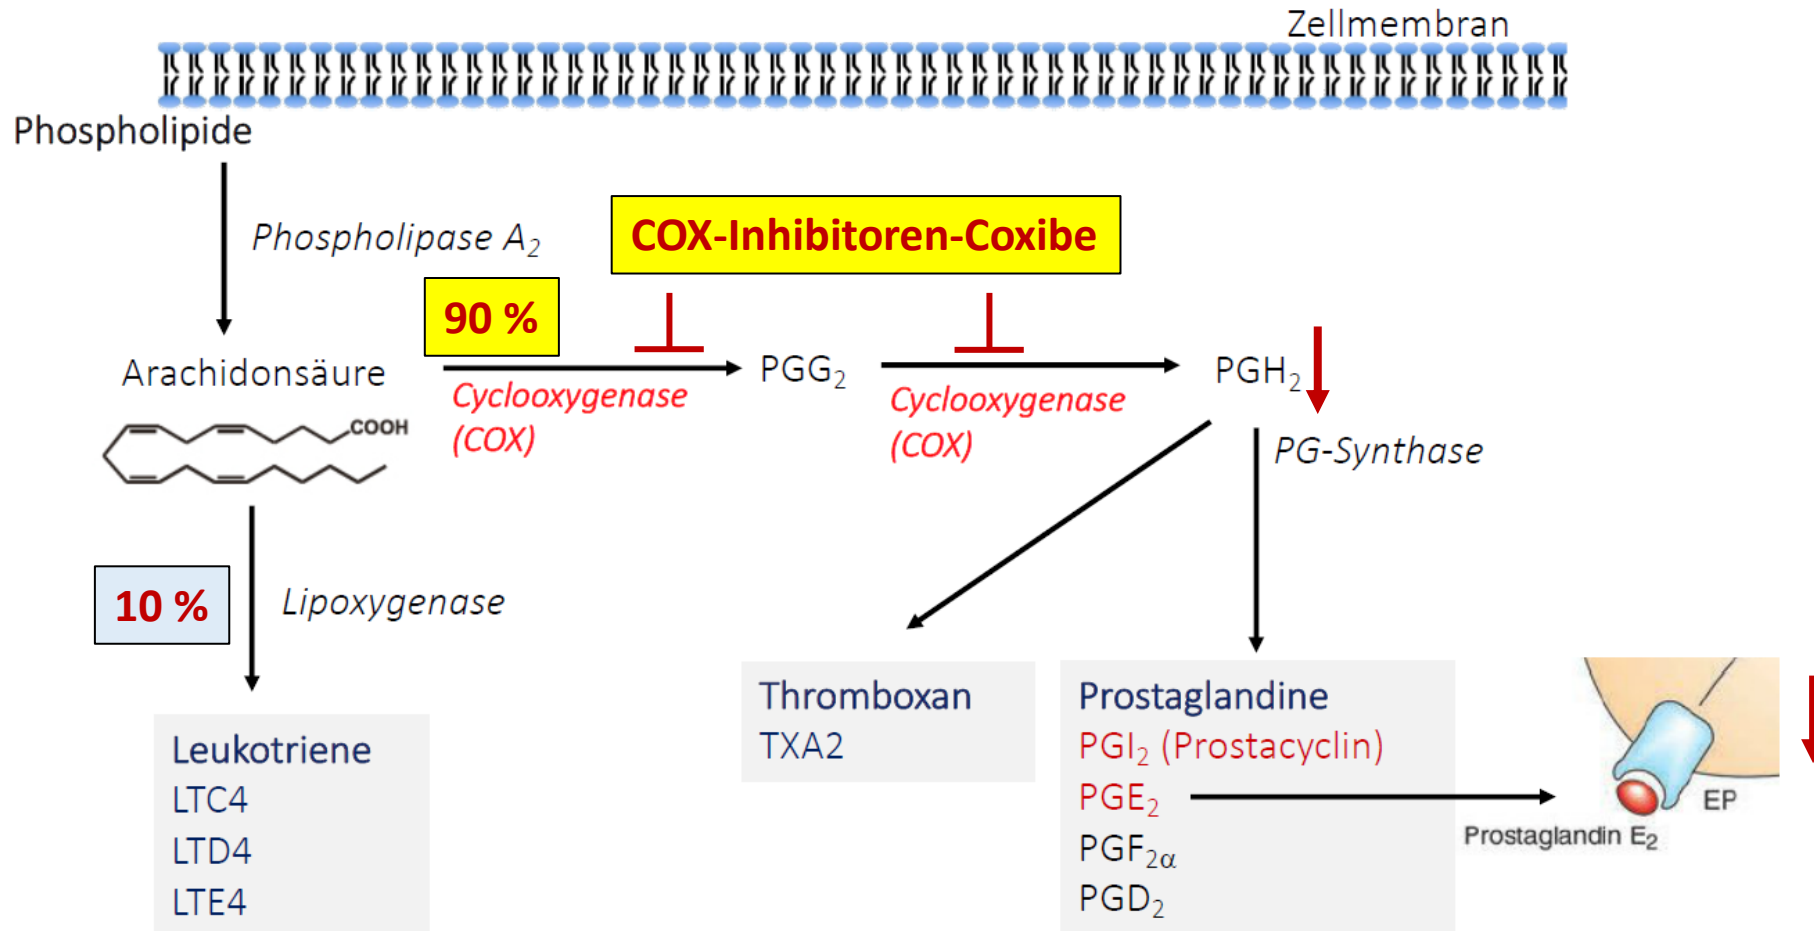 Zellmembran
Phospholipide
Phospholipase A₂
COX-Inhibitoren-Coxibe
90 %
Arachidonsäure
PGG₂
PGH₂
Cyclooxygenase
(COX)
Cyclooxygenase
(COX)
COOH
PG-Synthase
10 %
Lipoxygenase
Leukotriene
LTC4
LTD4
LTE4
Thromboxan
TXA2
Prostaglandine
PGI₂ (Prostacyclin)
PGE₂
PGF₂α
PGD₂
EP
Prostaglandin E₂